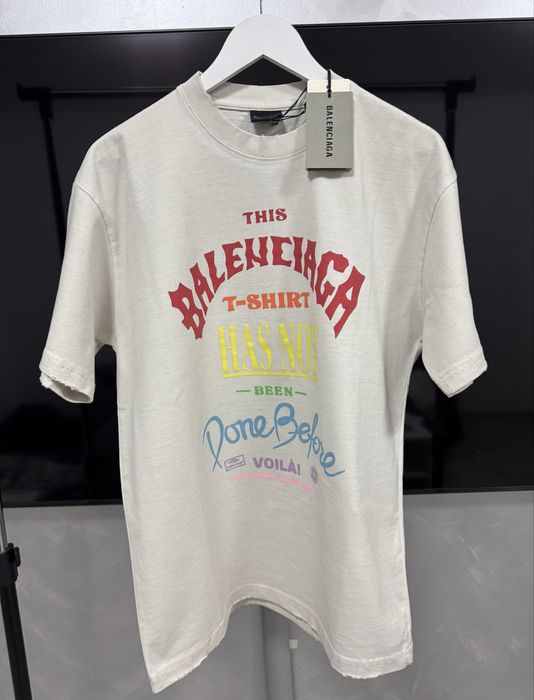 BALENCIAGA
THIS
BALENCIAGA
T-SHIRT
HAS NOT
BEEN
Done Before
VOILÀ!